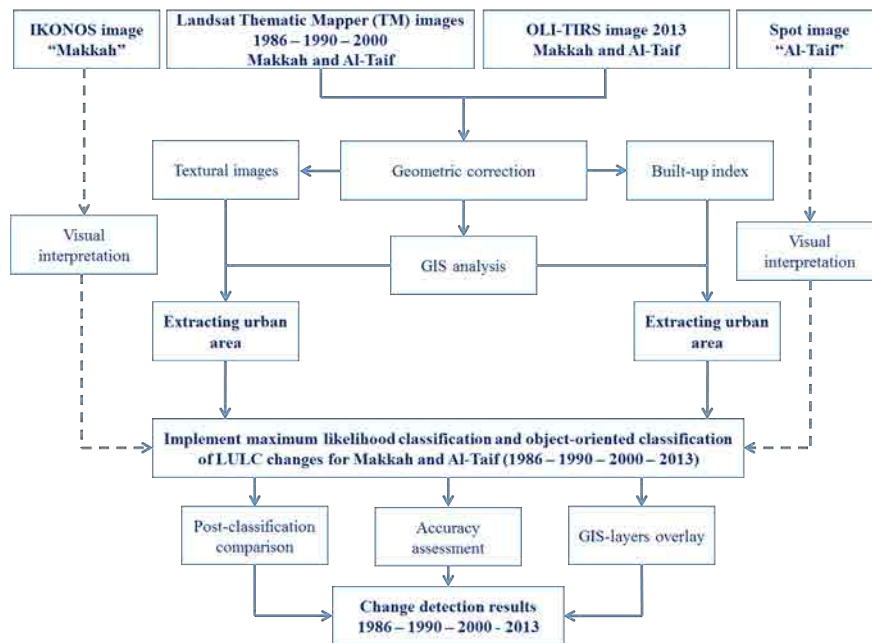 IKONOS image
“Makkah”
Landsat Thematic Mapper (TM) images
1986 – 1990 – 2000
Makkah and Al-Taif
OLI-TIRS image 2013
Makkah and Al-Taif
Spot image
“Al-Taif”
Textural images
Geometric correction
Built-up index
Visual
interpretation
GIS analysis
Visual
interpretation
Extracting urban
area
Extracting urban
area
Implement maximum likelihood classification and object-oriented classification
of LULC changes for Makkah and Al-Taif (1986 – 1990 – 2000 – 2013)
Post-classification
comparison
Accuracy
assessment
GIS-layers overlay
Change detection results
1986 – 1990 – 2000 - 2013